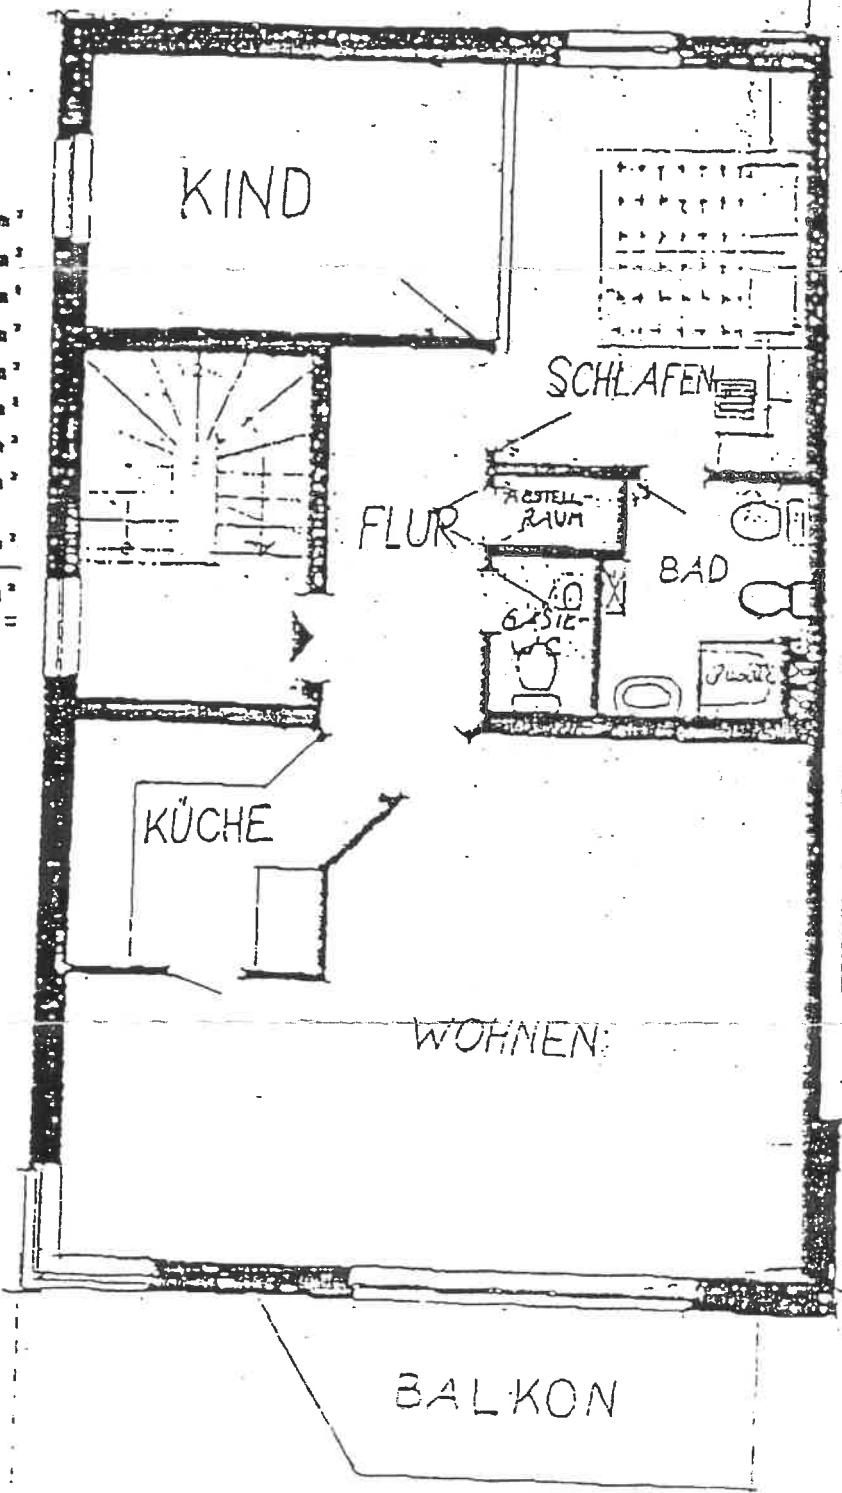 KIND
SCHLAFEN
ABSTELL-
RAUM
FLUR
BAD
GÄSTE-
WC
KÜCHE
WOHNEN
BALKON